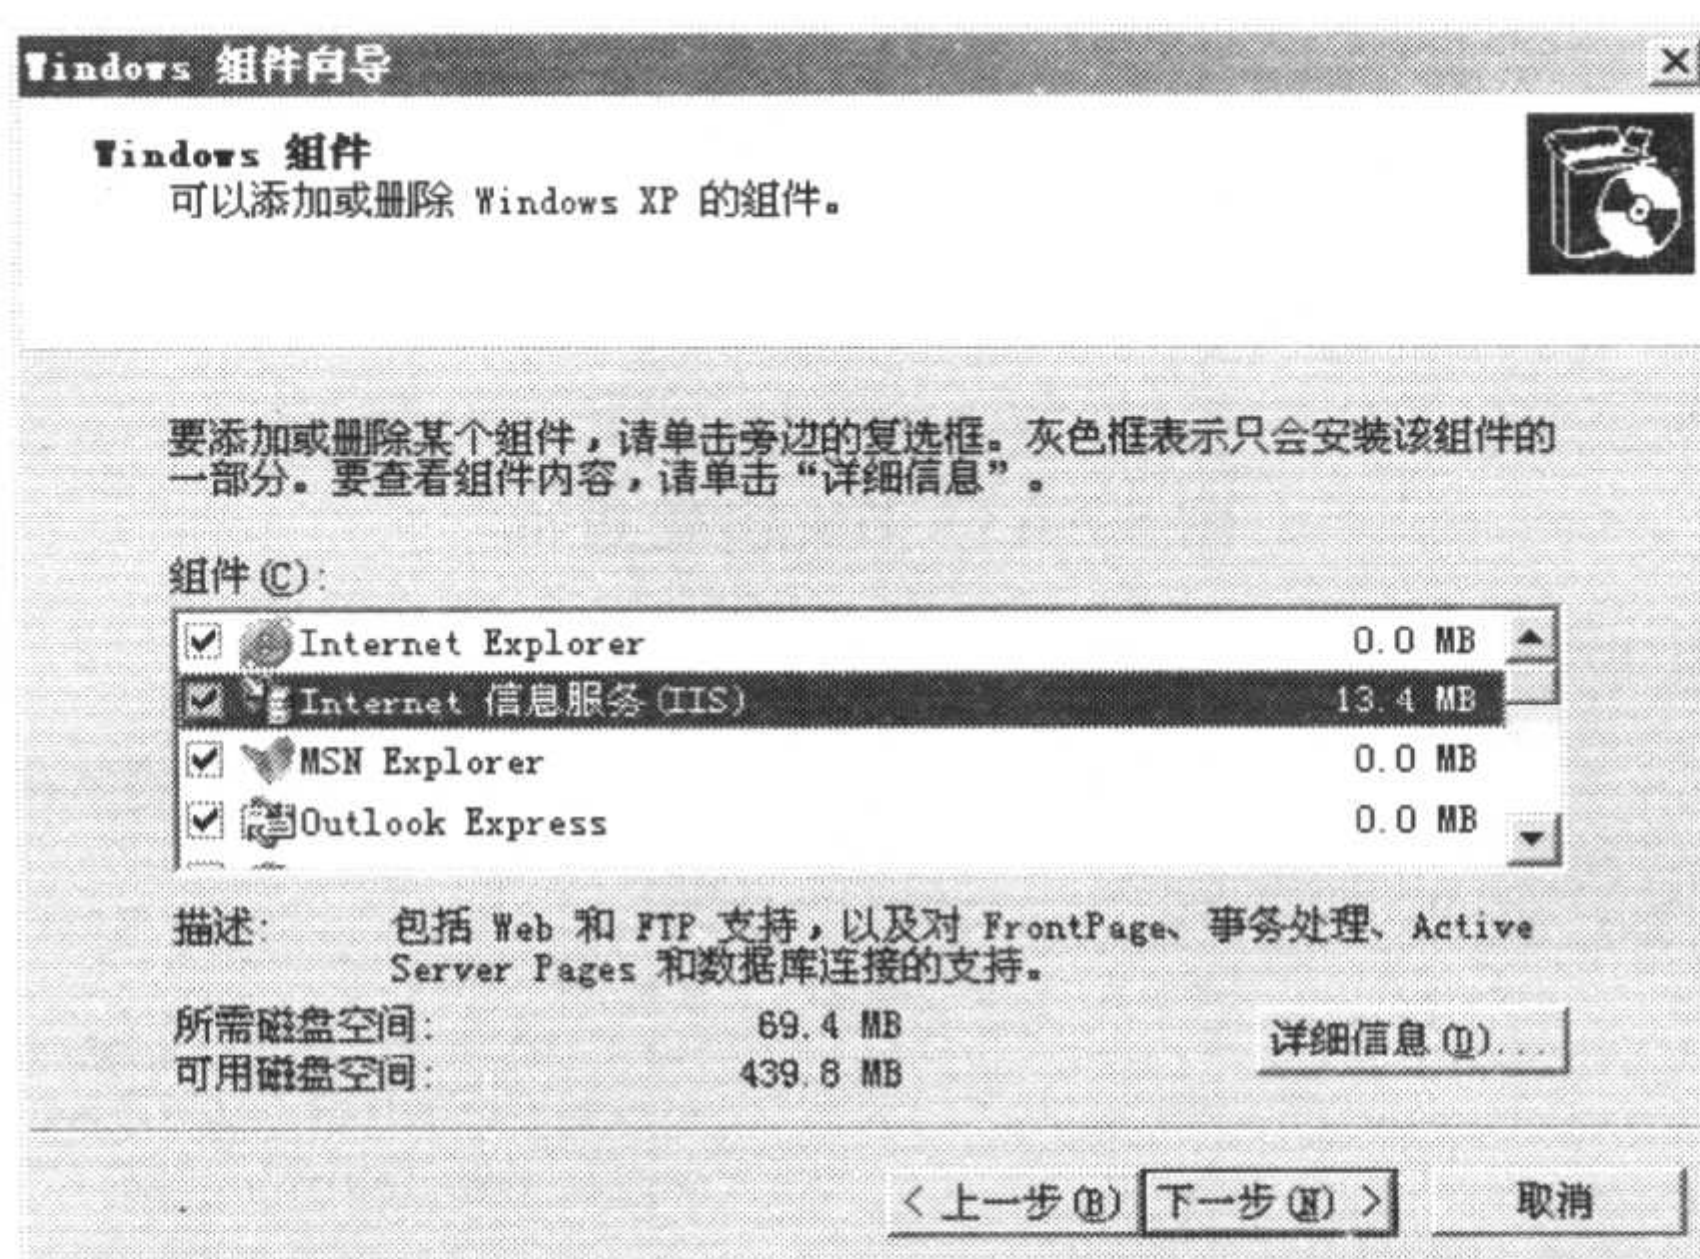 Windows 组件向导
Windows 组件
可以添加或删除 Windows XP 的组件。
要添加或删除某个组件，请单击旁边的复选框。灰色框表示只会安装该组件的
一部分。要查看组件内容，请单击“详细信息”。
组件(C):
Internet Explorer 0.0 MB
Internet 信息服务(IIS) 13.4 MB
MSN Explorer 0.0 MB
Outlook Express 0.0 MB
描述: 包括 Web 和 FTP 支持，以及对 FrontPage、事务处理、Active
Server Pages 和数据库连接的支持。
所需磁盘空间: 69.4 MB
可用磁盘空间: 439.8 MB
详细信息(D)...
< 上一步(B) 下一步(N) > 取消